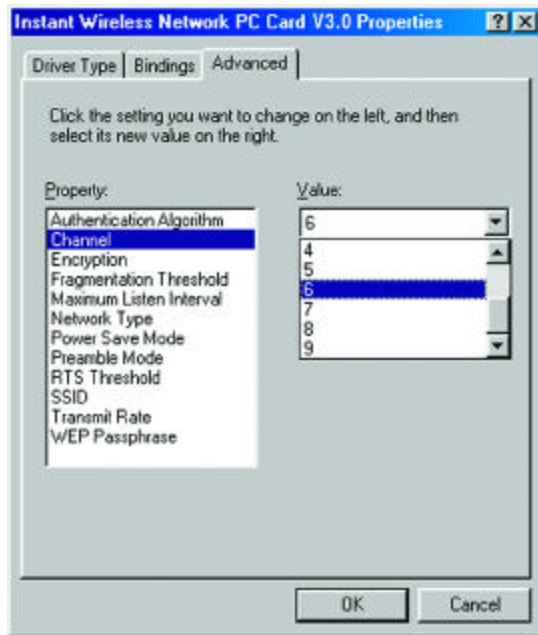 Instant Wireless Network PC Card V3.0 Properties
Driver Type Bindings Advanced
Click the setting you want to change on the left, and then
select its new value on the right.
Property:
Authentication Algorithm
Channel
Encryption
Fragmentation Threshold
Maximum Listen Interval
Network Type
Power Save Mode
Preamble Mode
RTS Threshold
SSID
Transmit Rate
WEP Passphrase
Value:
6
4
5
6
7
8
9
OK Cancel